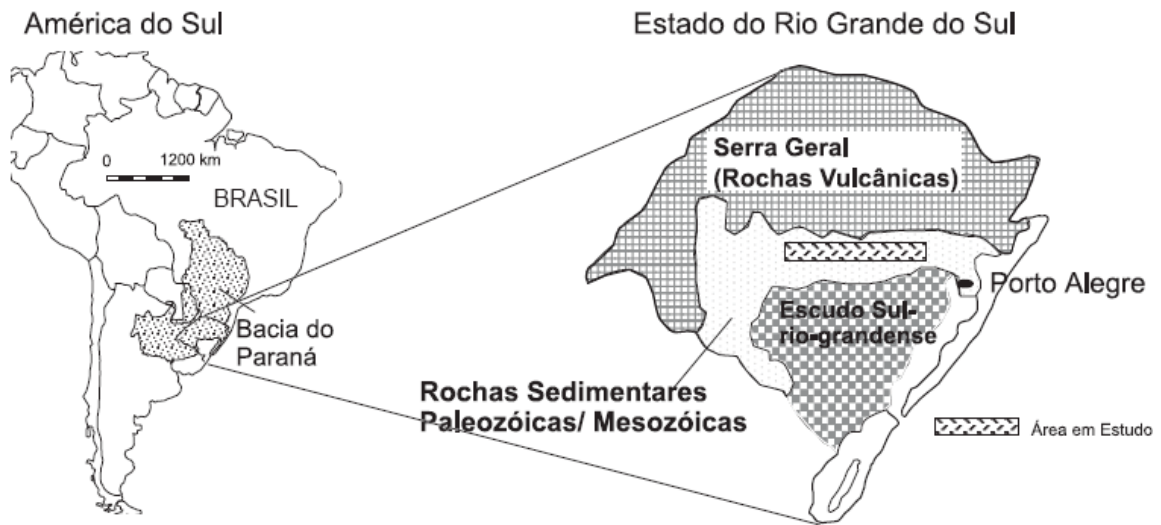 América do Sul
Estado do Rio Grande do Sul
0 1200 km
BRASIL
Bacia do
Paraná
Serra Geral
(Rochas Vulcânicas)
Porto Alegre
Escudo Sul-
rio-grandense
Rochas Sedimentares
Paleozóicas/ Mesozóicas
Área em Estudo